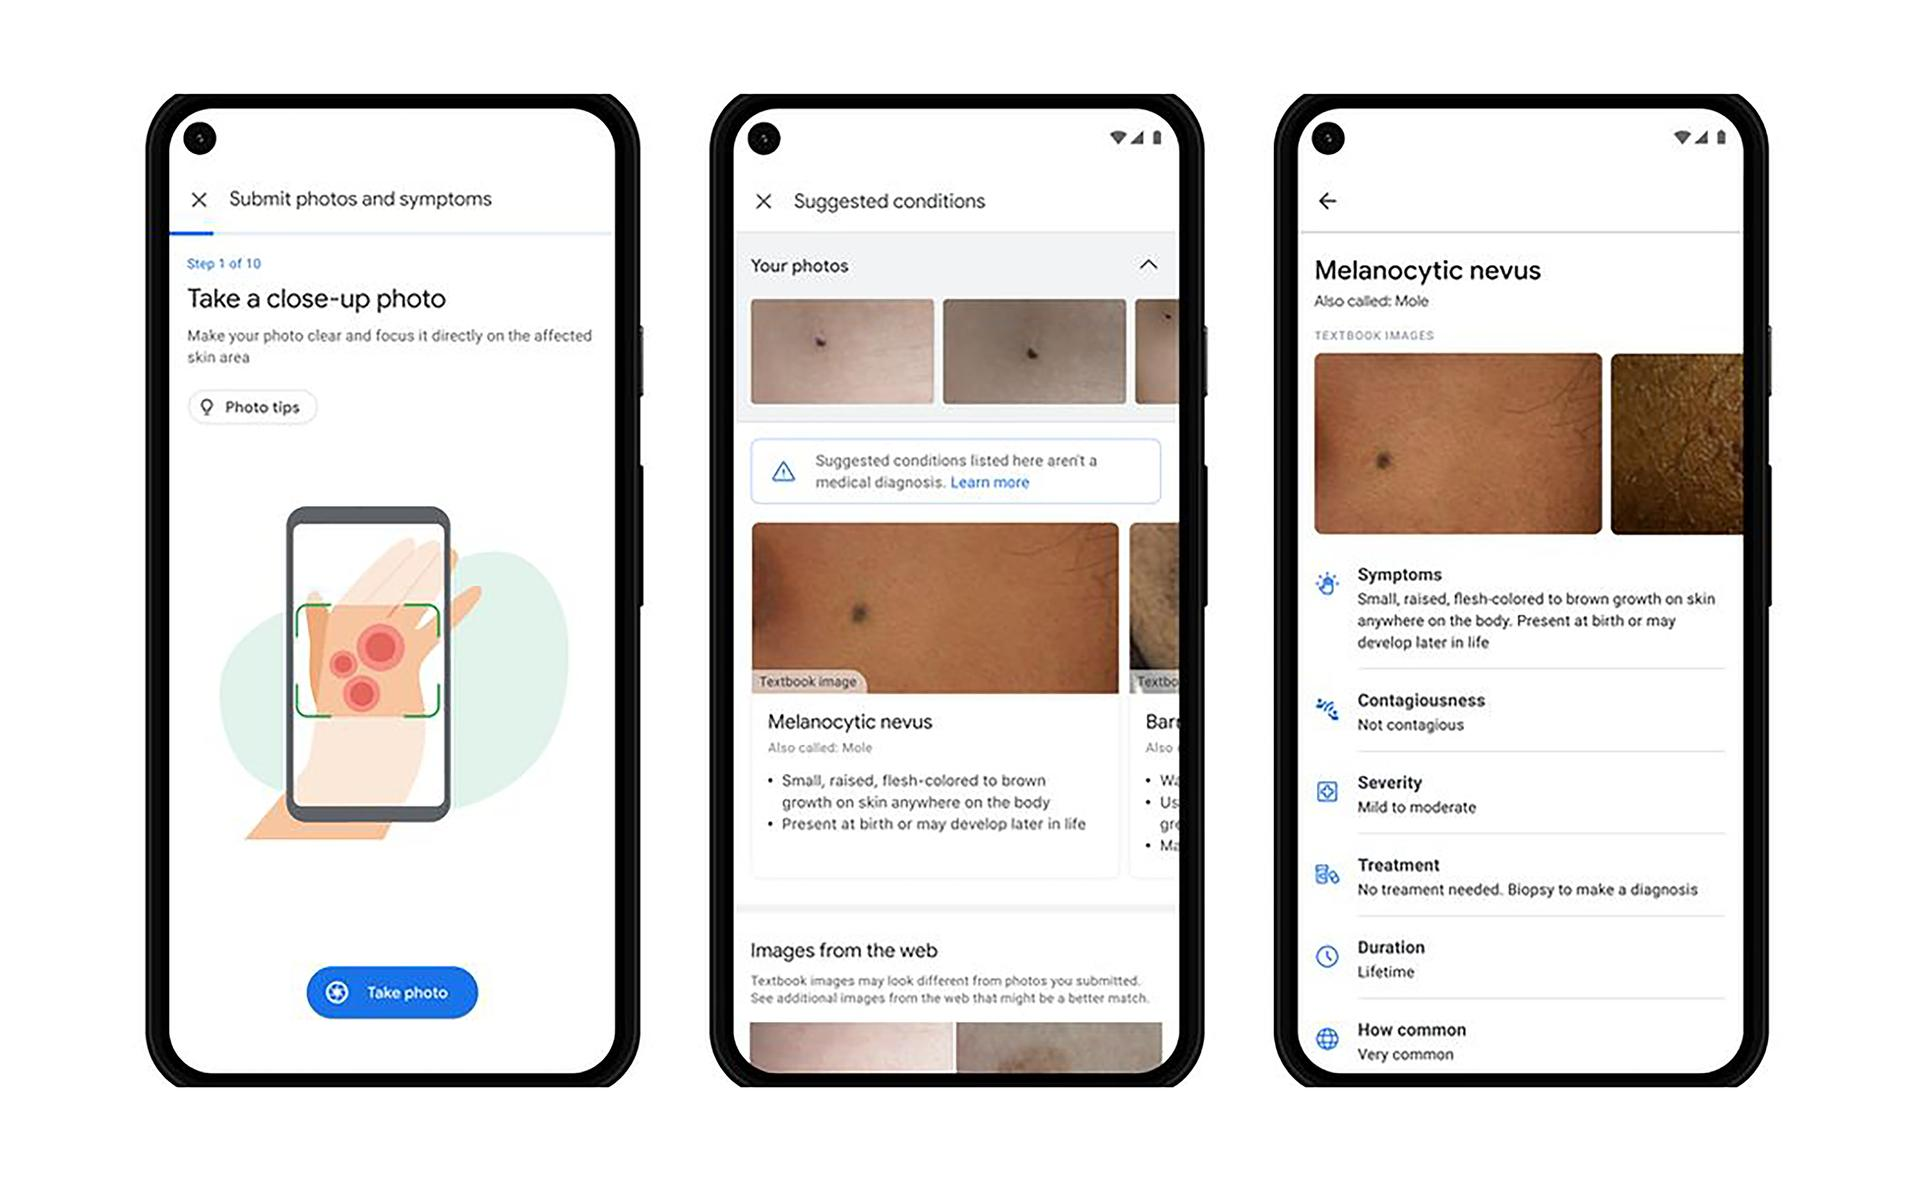 Submit photos and symptoms
Step 1 of 10
Take a close-up photo
Make your photo clear and focus it directly on the affected
skin area
Photo tips
Take photo
Suggested conditions
Your photos
Suggested conditions listed here aren't a
medical diagnosis. Learn more
Textbook image
Melanocytic nevus
Also called: Mole
• Small, raised, flesh-colored to brown
growth on skin anywhere on the body
• Present at birth or may develop later in life
Images from the web
Textbook images may look different from photos you submitted.
See additional images from the web that might be a better match.
Melanocytic nevus
Also called: Mole
TEXTBOOK IMAGES
Symptoms
Small, raised, flesh-colored to brown growth on skin
anywhere on the body. Present at birth or may
develop later in life
Contagiousness
Not contagious
Severity
Mild to moderate
Treatment
No treament needed. Biopsy to make a diagnosis
Duration
Lifetime
How common
Very common